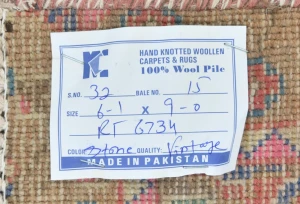 HAND KNOTTED WOOLLEN
CARPETS & RUGS
100% Wool Pile
S.NO. 32 BALE NO. 15
SIZE 6-1 x 9-0
RT 6734
COLOR Stone QUALITY Vintage
MADE IN PAKISTAN